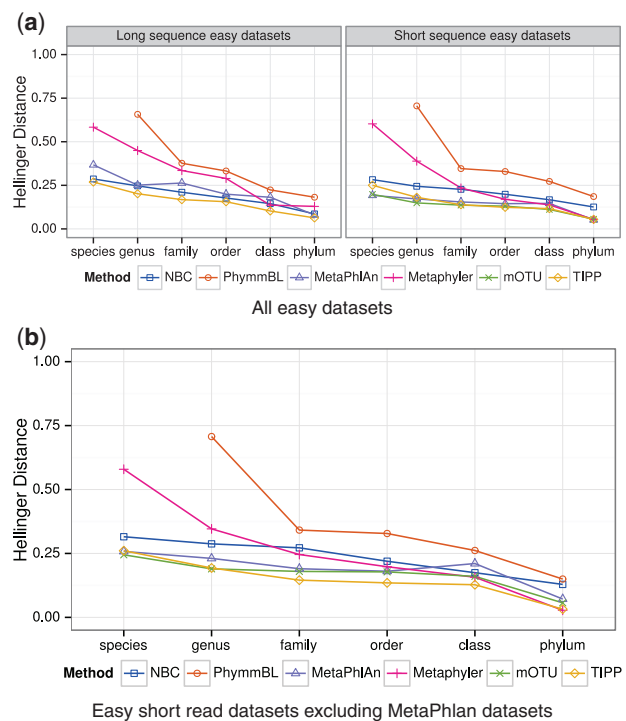 (a)
Long sequence easy datasets Short sequence easy datasets
Hellinger Distance
1.00
0.75
0.50
0.25
0.00
species genus family order class phylum species genus family order class phylum
Method NBC PhymmBL MetaPhlAn Metaphyler mOTU TIPP
All easy datasets
(b)
Hellinger Distance
1.00
0.75
0.50
0.25
0.00
species genus family order class phylum
Method NBC PhymmBL MetaPhlAn Metaphyler mOTU TIPP
Easy short read datasets excluding MetaPhlan datasets